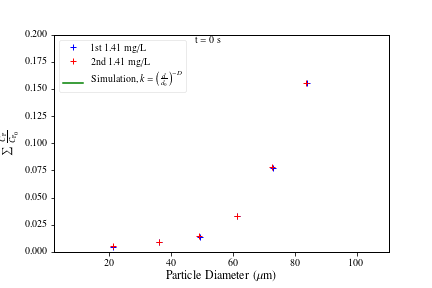 t = 0 s
1st 1.41 mg/L
2nd 1.41 mg/L
Simulation, k = (d/d₀)^−D
0.200
0.175
0.150
0.125
0.100
0.075
0.050
0.025
0.000
20 40 60 80 100
Particle Diameter (μm)